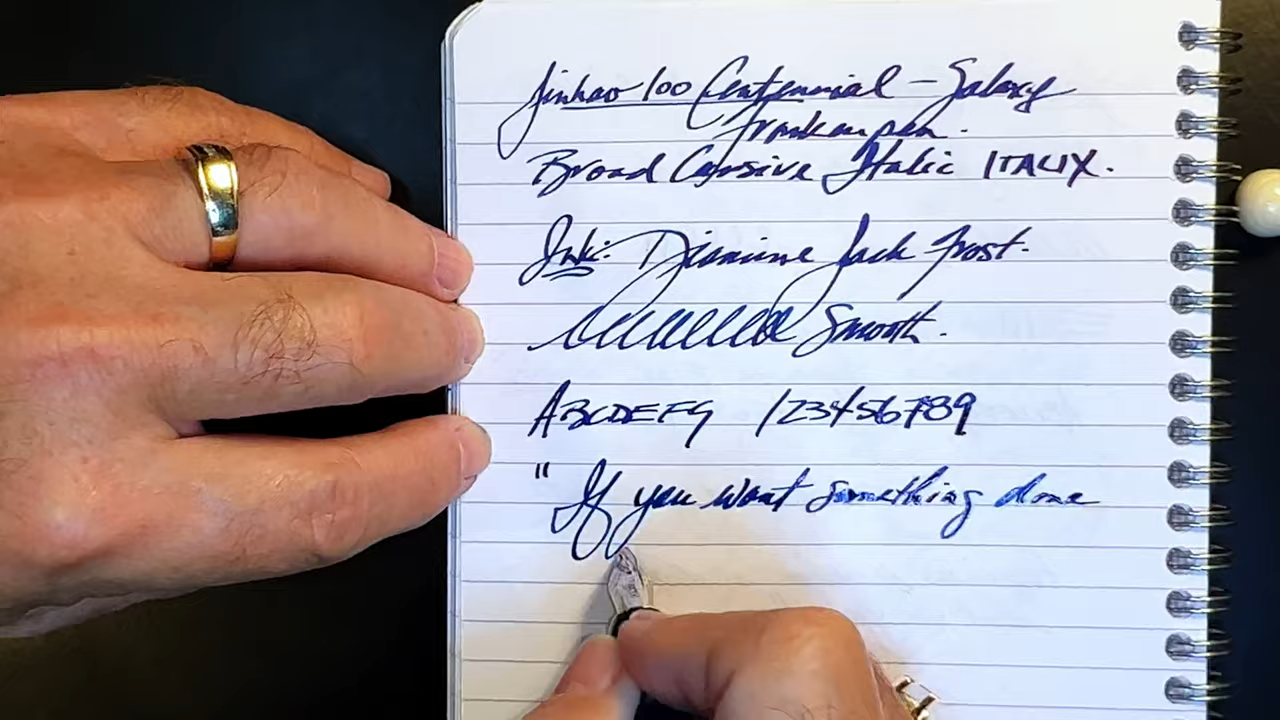 Jinhao 100 Centennial – Galaxy
Frankenpen.
Broad Cursive Italic ITALIX.
Ink: Diamine Jack Frost.
Smooth.
ABCDEFG 123456789
"If you want something done